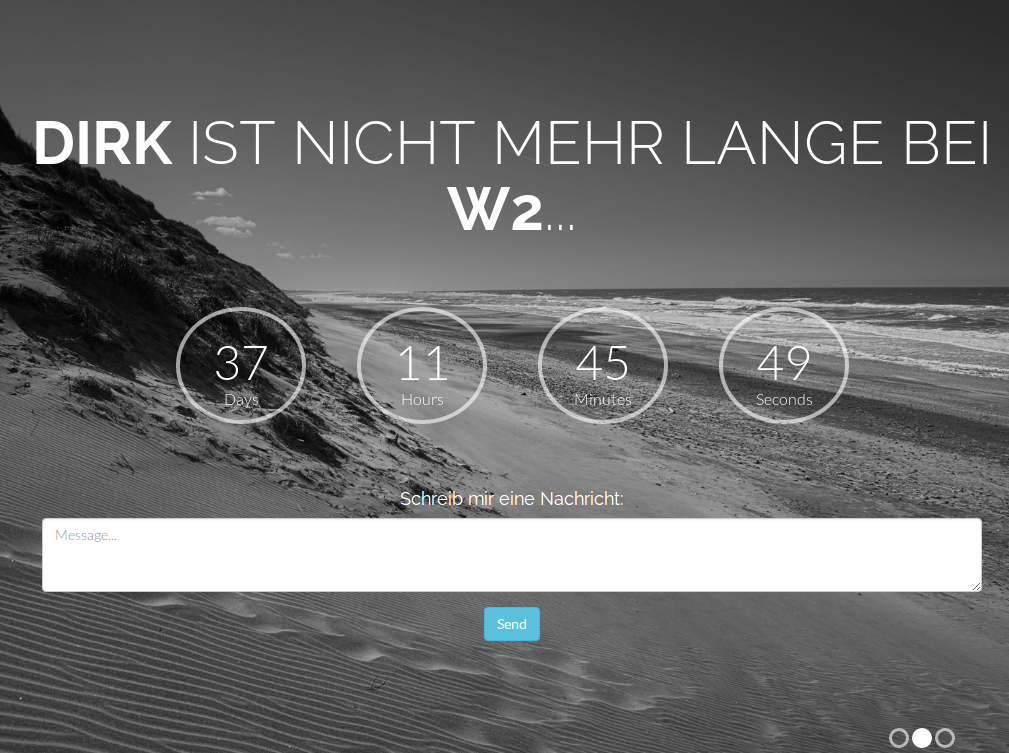 DIRK IST NICHT MEHR LANGE BEI
W2...
37 11 45 49
Days Hours Minutes Seconds
Schreib mir eine Nachricht:
Message...
Send